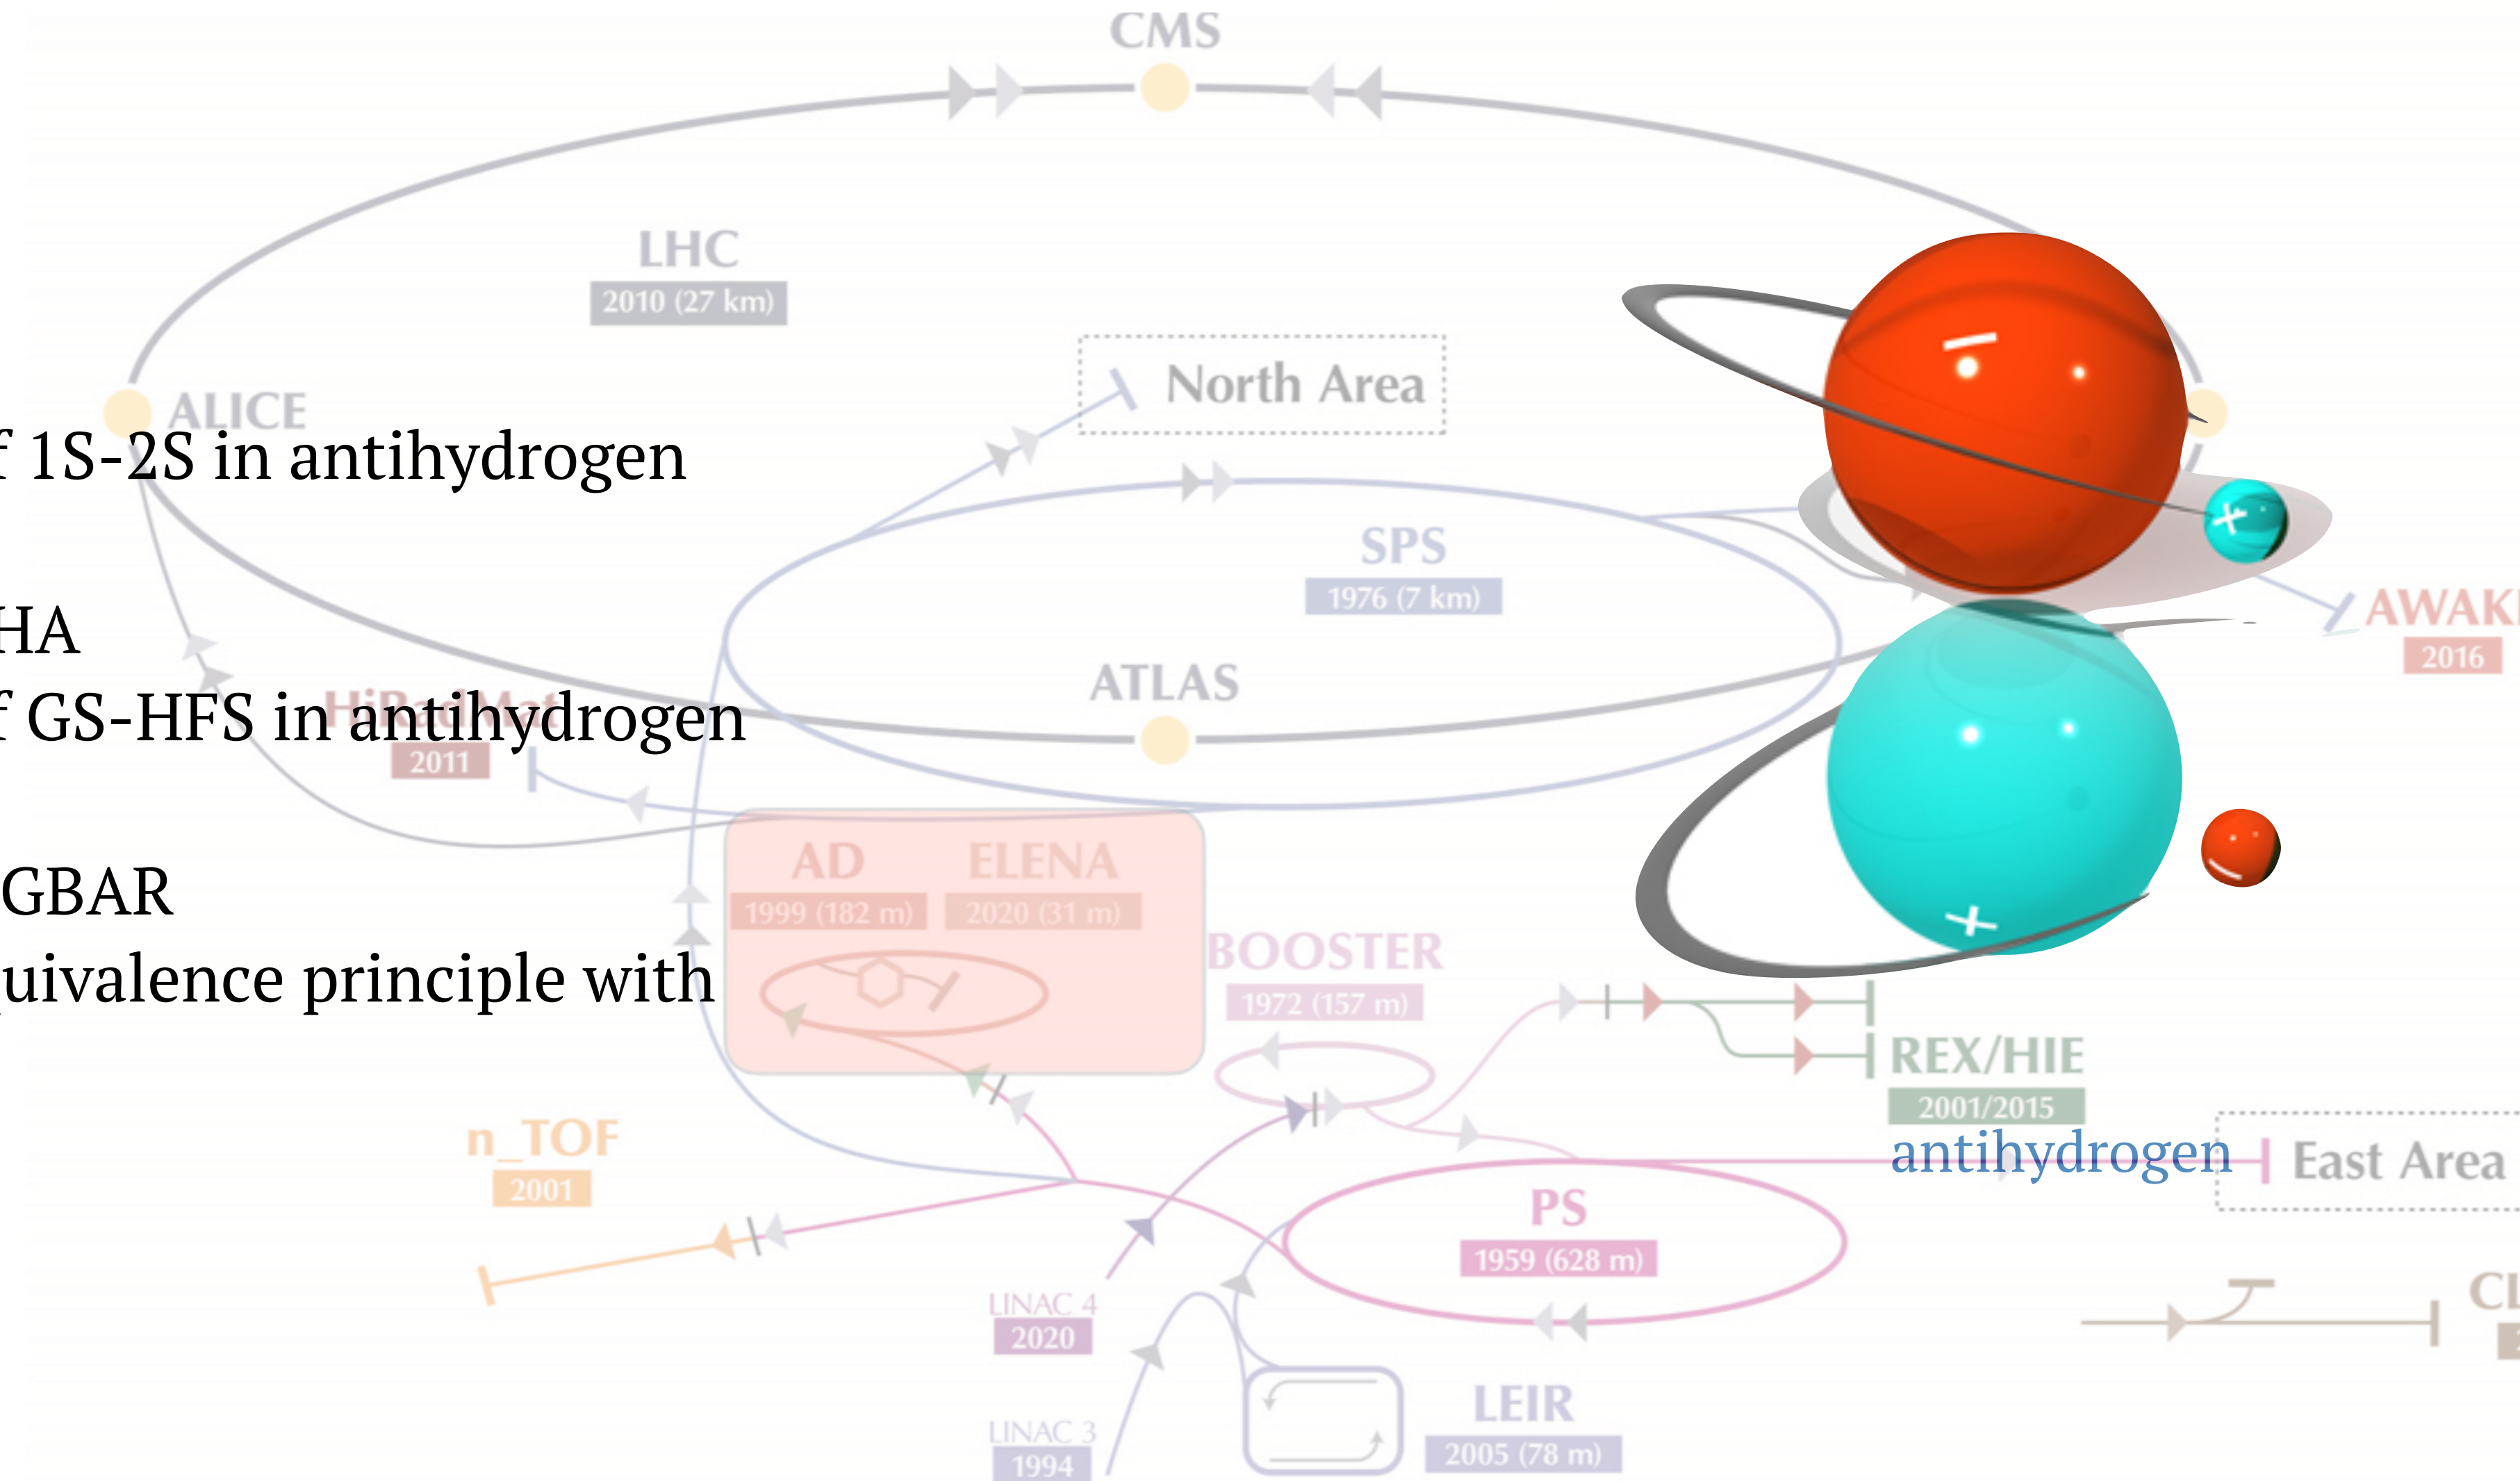 CMS
LHC
2010 (27 km)
North Area
ALICE
f 1S-2S in antihydrogen
SPS
1976 (7 km)
HA
AWAK
2016
ATLAS
HiRadMat
f GS-HFS in antihydrogen
2011
AD
1999 (182 m)
ELENA
2020 (31 m)
GBAR
BOOSTER
1972 (157 m)
uivalence principle with
REX/HIE
2001/2015
n_TOF
2001
antihydrogen
East Area
PS
1959 (628 m)
LINAC 4
2020
CL
LEIR
2005 (78 m)
LINAC 3
1994